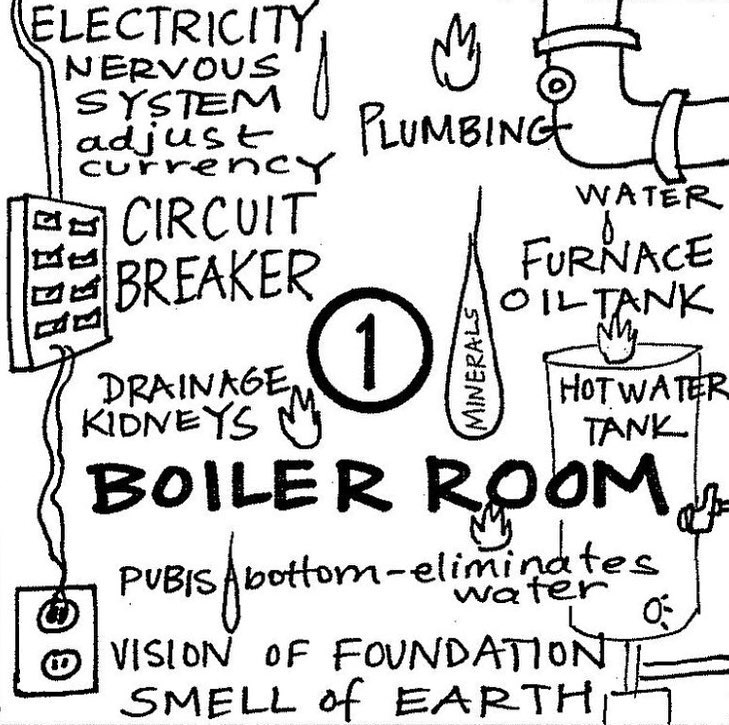 ELECTRICITY
NERVOUS
SYSTEM
adjust
currency
PLUMBING
WATER
CIRCUIT
BREAKER
FURNACE
OIL TANK
1
MINERALS
DRAINAGE
KIDNEYS
HOT WATER
TANK
BOILER ROOM
PUBIS bottom-eliminates
water
VISION OF FOUNDATION
SMELL of EARTH